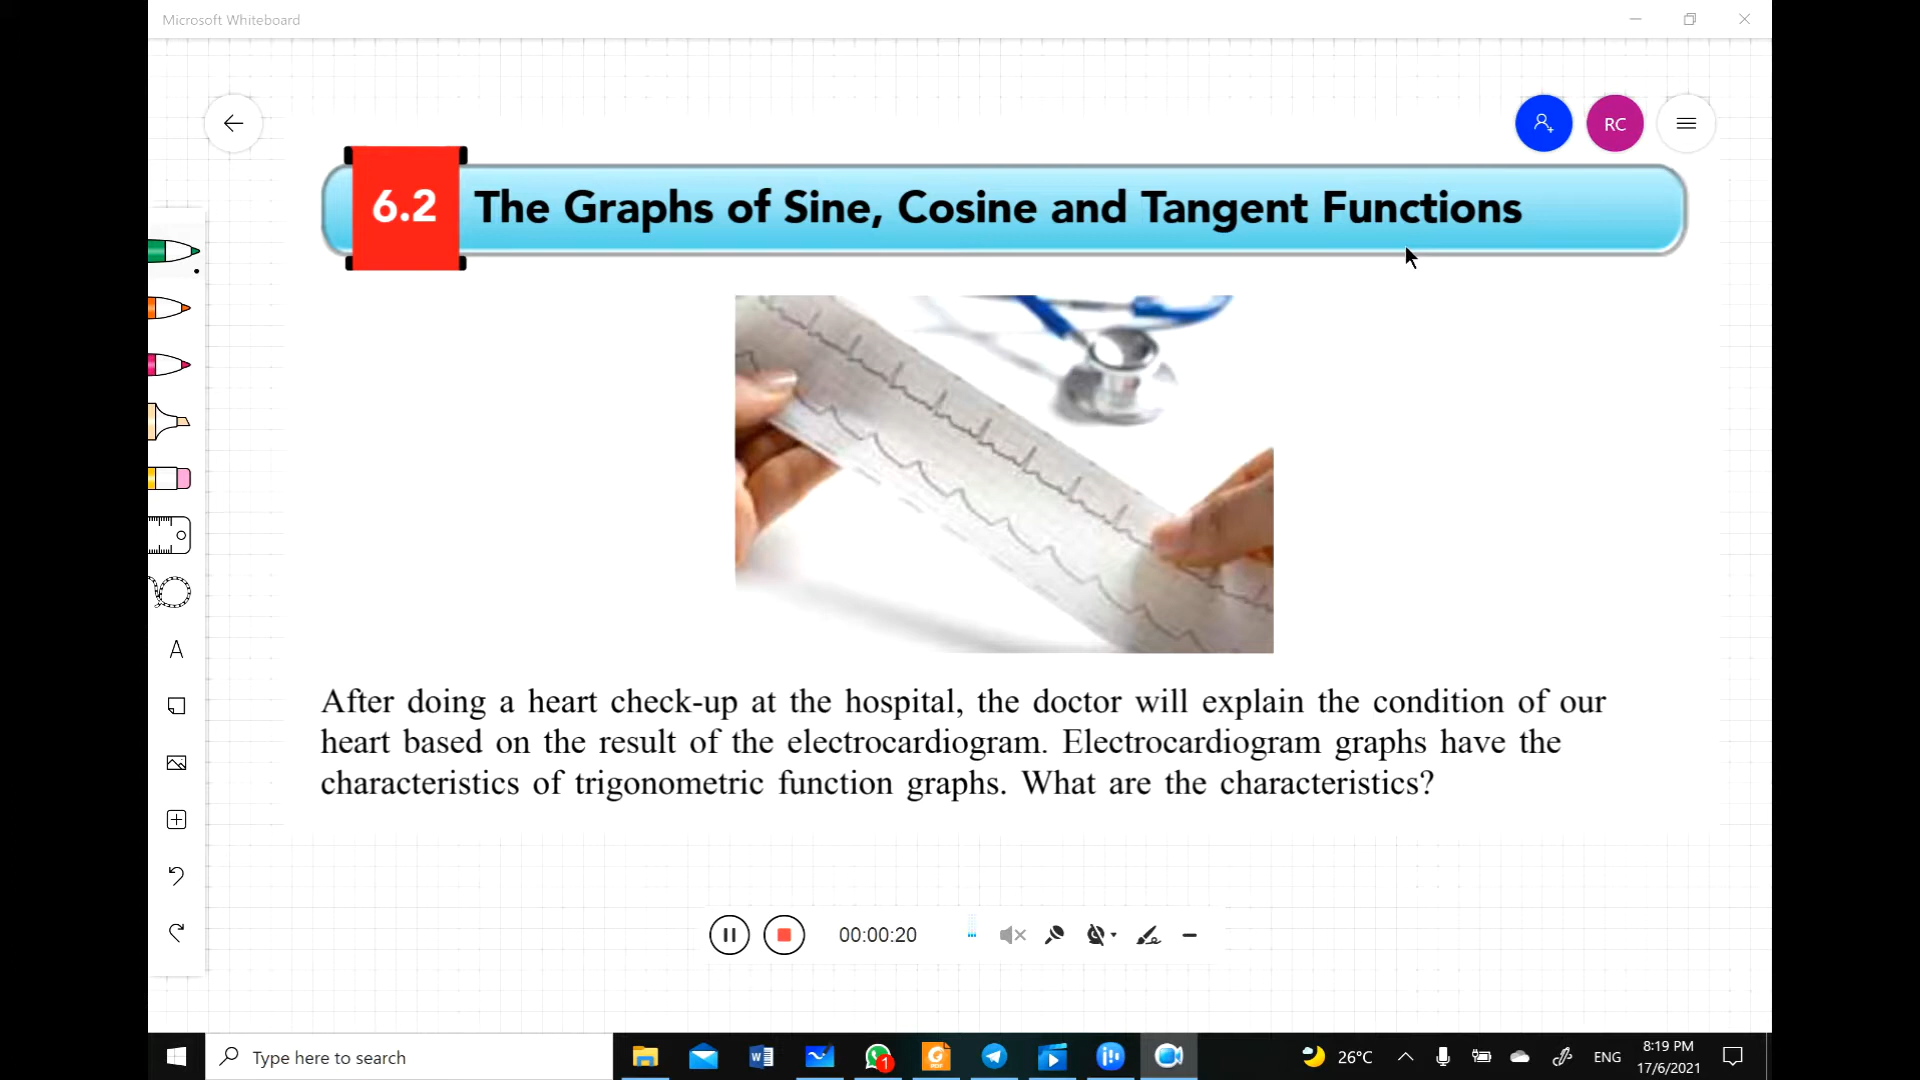 Microsoft Whiteboard
RC
6.2 The Graphs of Sine, Cosine and Tangent Functions
After doing a heart check-up at the hospital, the doctor will explain the condition of our
heart based on the result of the electrocardiogram. Electrocardiogram graphs have the
characteristics of trigonometric function graphs. What are the characteristics?
A
00:00:20
Type here to search
1
26°C
ENG
8:19 PM
17/6/2021